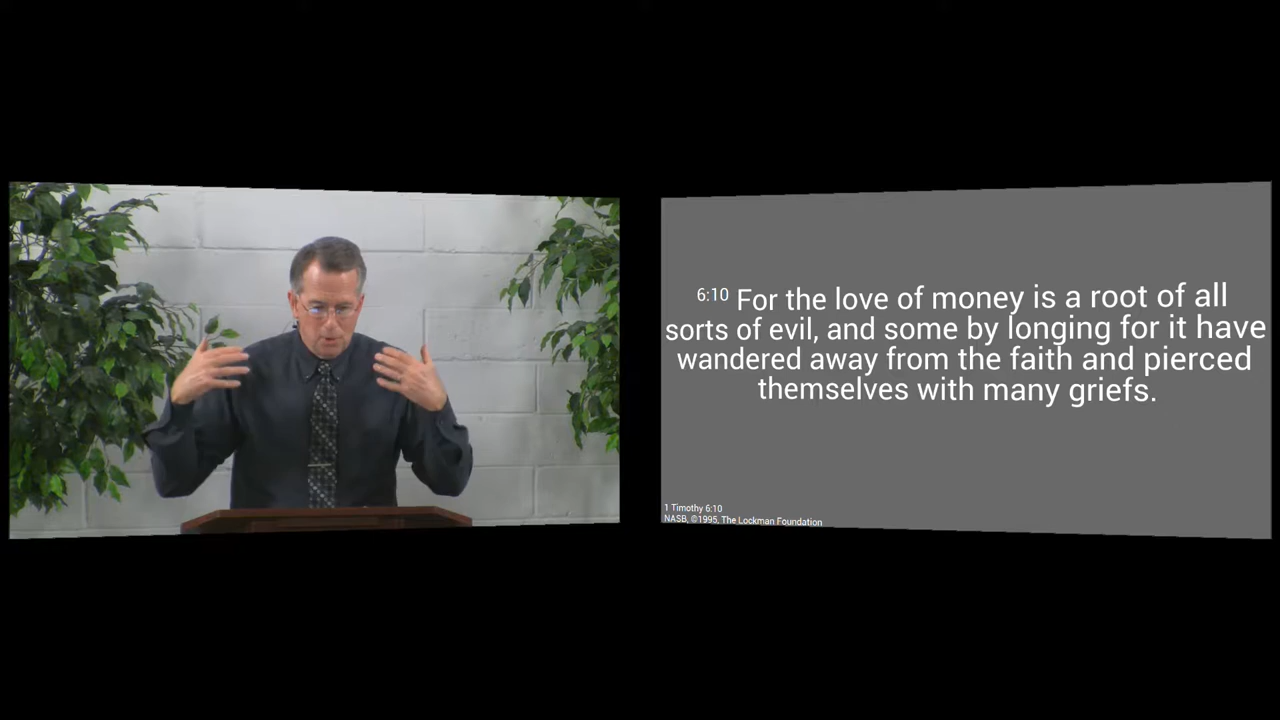 6:10 For the love of money is a root of all
sorts of evil, and some by longing for it have
wandered away from the faith and pierced
themselves with many griefs.
1 Timothy 6:10
NASB, ©1995, The Lockman Foundation